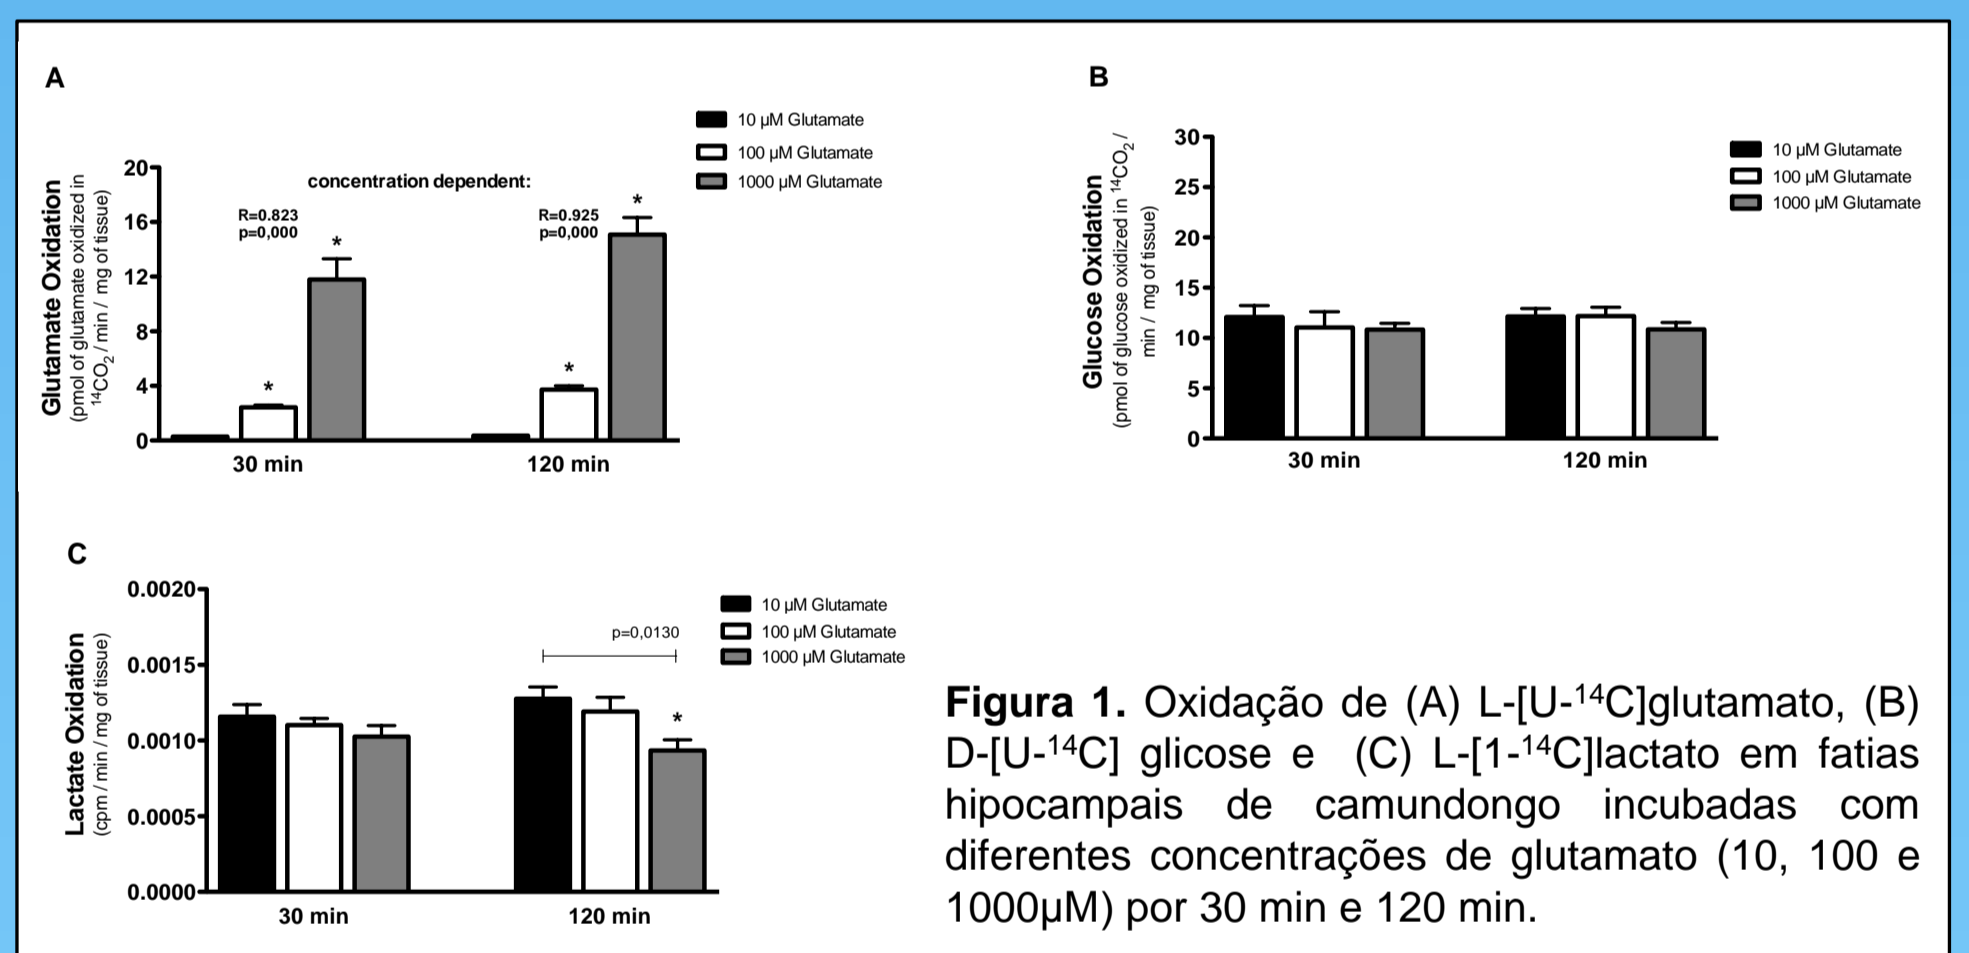 A
10 µM Glutamate
100 µM Glutamate
1000 µM Glutamate
concentration dependent:
R=0.823
p=0,000
R=0.925
p=0,000
*
*
*
*
20
16
12
8
4
0
Glutamate Oxidation
(pmol of glutamate oxidized in
¹⁴CO₂ / min / mg of tissue)
30 min
120 min
B
10 µM Glutamate
100 µM Glutamate
1000 µM Glutamate
30
25
20
15
10
5
0
Glucose Oxidation
(pmol of glucose oxidized in ¹⁴CO₂ /
min / mg of tissue)
30 min
120 min
C
10 µM Glutamate
100 µM Glutamate
1000 µM Glutamate
p=0,0130
*
0.0020
0.0015
0.0010
0.0005
0.0000
Lactate Oxidation
(cpm / min / mg of tissue)
30 min
120 min
Figura 1. Oxidação de (A) L-[U-¹⁴C]glutamato, (B)
D-[U-¹⁴C] glicose e (C) L-[1-¹⁴C]lactato em fatias
hipocampais de camundongo incubadas com
diferentes concentrações de glutamato (10, 100 e
1000µM) por 30 min e 120 min.